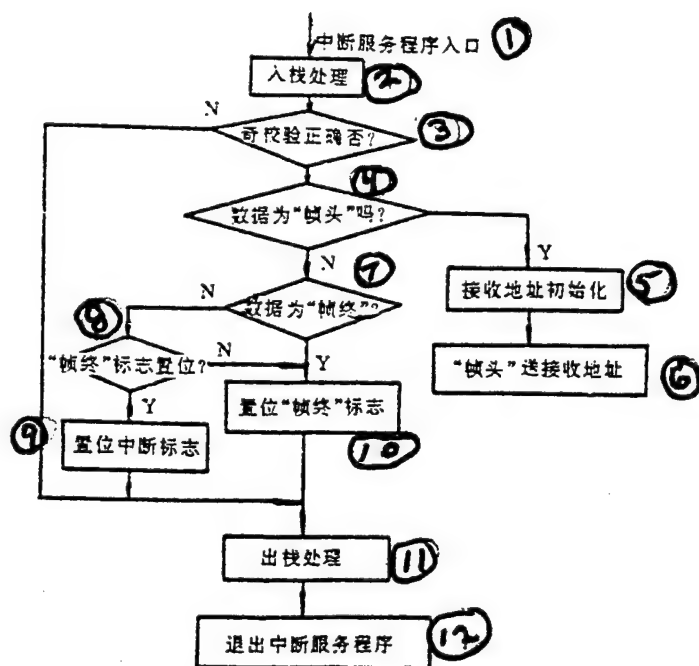 中断服务程序入口 ①
入栈处理 ②
N
奇校验正确否? ③
④
数据为“帧头”吗?
N ⑦ Y
N 数据为“帧终”? 接收地址初始化 ⑤
⑧
“帧终”标志置位? N Y “帧头”送接收地址 ⑥
Y 置位“帧终”标志
⑨ 置位中断标志 ⑩
出栈处理 ⑪
退出中断服务程序 ⑫